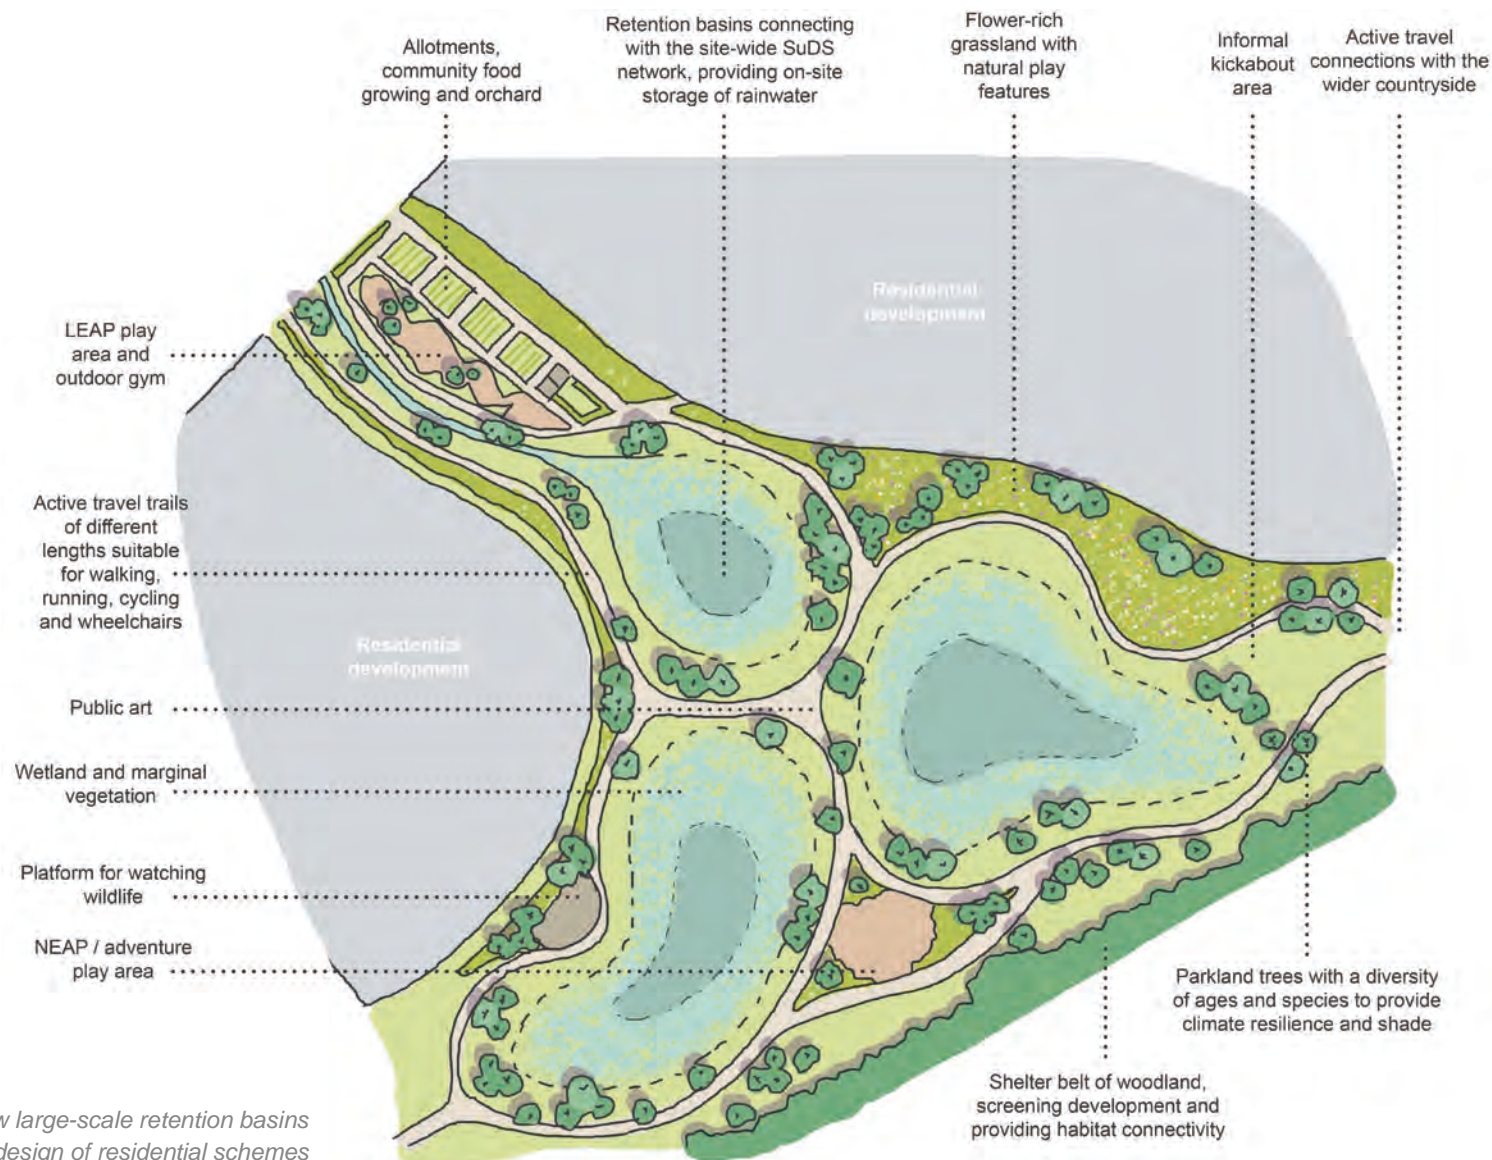 Allotments,
community food
growing and orchard
Retention basins connecting
with the site-wide SuDS
network, providing on-site
storage of rainwater
Flower-rich
grassland with
natural play
features
Informal
kickabout
area
Active travel
connections with the
wider countryside
Residential
development
LEAP play
area and
outdoor gym
Active travel trails
of different
lengths suitable
for walking,
running, cycling
and wheelchairs
Residential
development
Public art
Wetland and marginal
vegetation
Platform for watching
wildlife
NEAP / adventure
play area
Parkland trees with a diversity
of ages and species to provide
climate resilience and shade
Shelter belt of woodland,
screening development and
providing habitat connectivity
large-scale retention basins
design of residential schemes